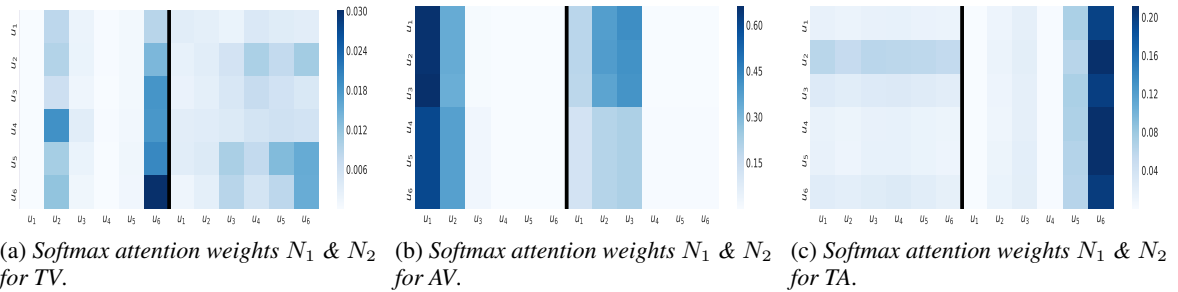 u₁
u₂
u₃
u₄
u₅
u₆
u₁ u₂ u₃ u₄ u₅ u₆ u₁ u₂ u₃ u₄ u₅ u₆
0.030
0.024
0.018
0.012
0.006
(a) Softmax attention weights N₁ & N₂
for TV.
u₁
u₂
u₃
u₄
u₅
u₆
u₁ u₂ u₃ u₄ u₅ u₆ u₁ u₂ u₃ u₄ u₅ u₆
0.60
0.45
0.30
0.15
(b) Softmax attention weights N₁ & N₂
for AV.
u₁
u₂
u₃
u₄
u₅
u₆
u₁ u₂ u₃ u₄ u₅ u₆ u₁ u₂ u₃ u₄ u₅ u₆
0.20
0.16
0.12
0.08
0.04
(c) Softmax attention weights N₁ & N₂
for TA.